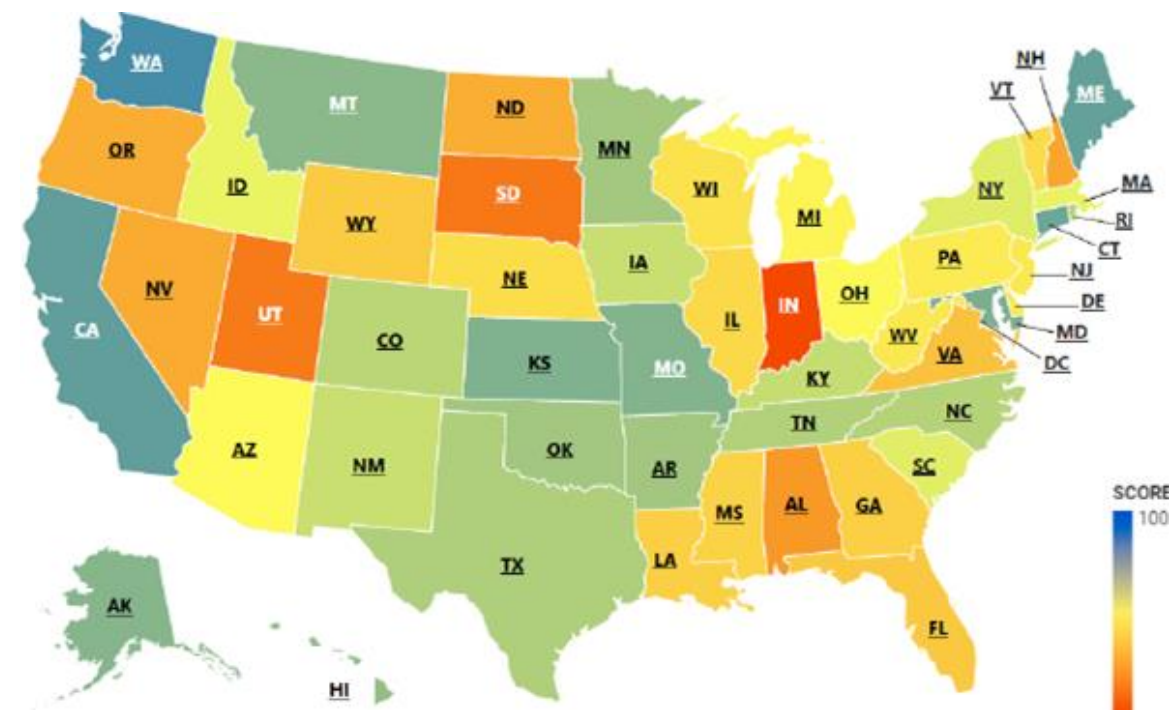 WA
MT
ND
MN
OR
ID
SD
WI
MI
NH
VT
ME
NY
MA
RI
CT
WY
NV
UT
NE
IA
PA
NJ
IL
IN
OH
DE
MD
DC
WV
VA
CA
CO
KS
MO
KY
NC
TN
AZ
NM
OK
AR
SC
MS
AL
GA
LA
TX
FL
AK
HI
SCORE
100